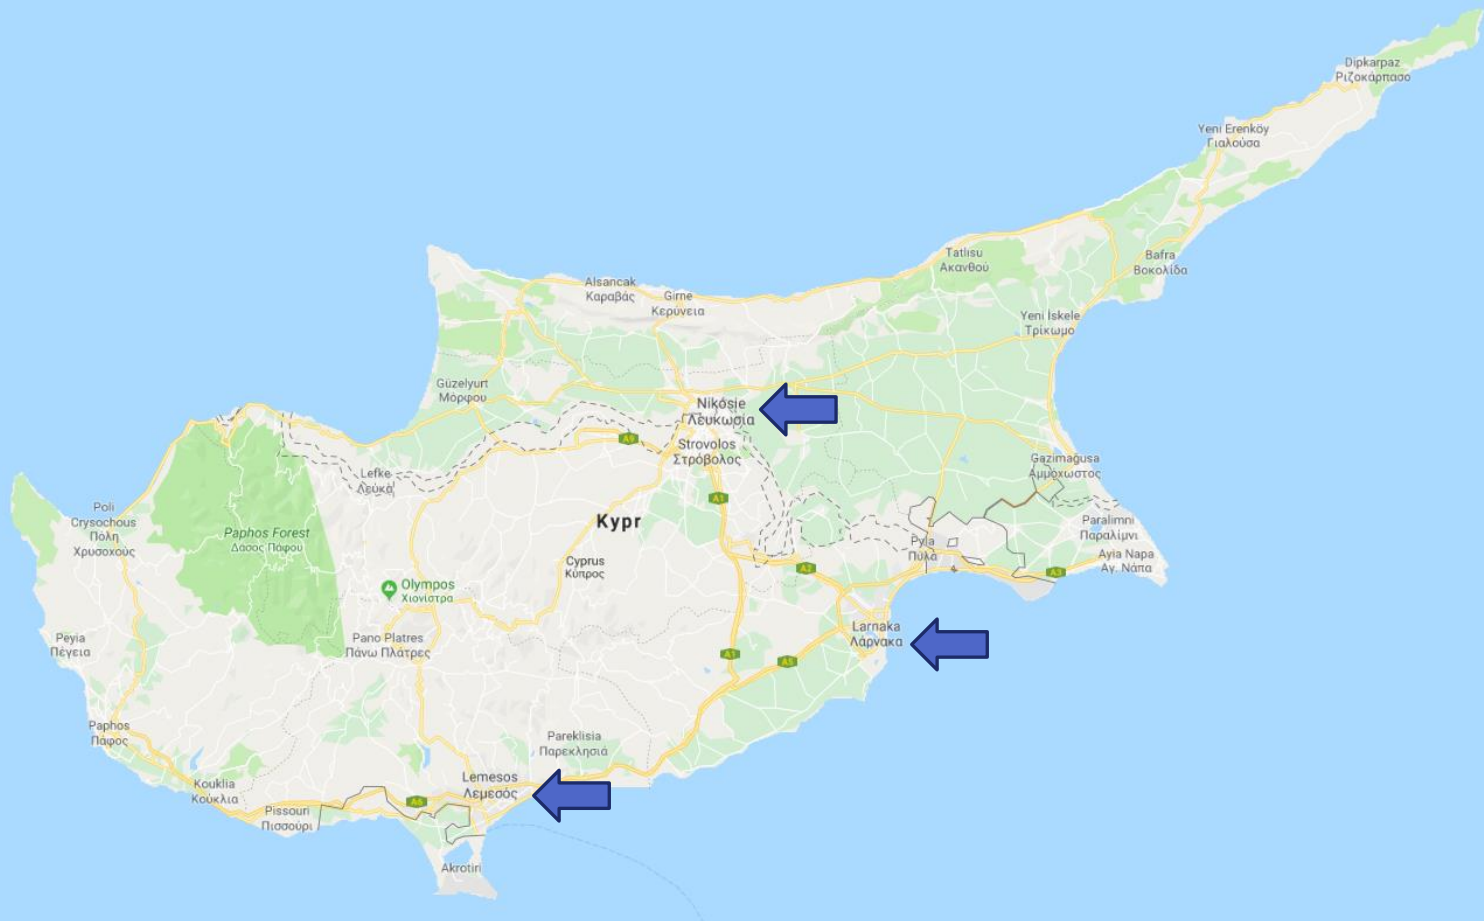 Dipkarpaz
Ριζοκάρπασο
Yeni Erenköy
Γιαλούσα
Tatlısu
Ακανθού
Bafra
Βοκολίδα
Alsancak
Καραβάς
Girne
Κερύνεια
Yeni İskele
Τρίκωμο
Güzelyurt
Μόρφου
Nikósie
Λευκωσία
A9
Strovolos
Στρόβολος
Gazimağusa
Αμμόχωστος
Lefke
Λεύκα
A1
Poli
Crysochous
Πόλη
Χρυσοχούς
Paphos Forest
Δάσος Πάφου
Kypr
Paralimni
Παραλίμνι
Pyla
Πύλα
Ayia Napa
Αγ. Νάπα
Cyprus
Κύπρος
A2
A3
Olympos
Χιονίστρα
Larnaka
Λάρνακα
Peyia
Πέγεια
Pano Platres
Πάνω Πλάτρες
A1
A5
Paphos
Πάφος
Pareklisia
Παρεκλησιά
Lemesos
Λεμεσός
Kouklia
Κούκλια
A6
Pissouri
Πισσούρι
Akrotiri